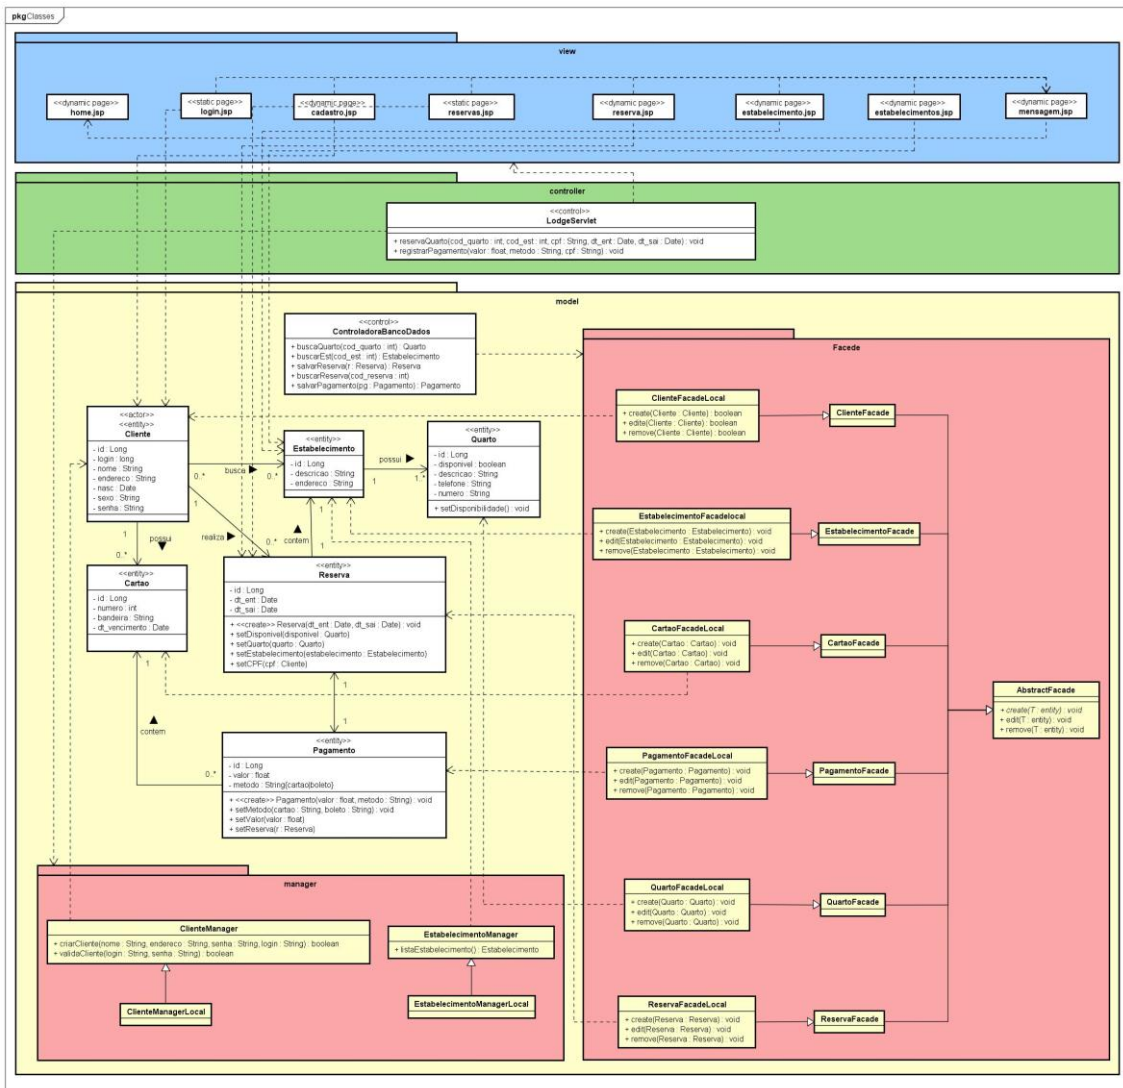 pkg Classes
view
<<dynamic page>>
home.jsp
<<static page>>
login.jsp
<<dynamic page>>
cadastro.jsp
<<static page>>
reservas.jsp
<<dynamic page>>
reserva.jsp
<<dynamic page>>
estabelecimento.jsp
<<dynamic page>>
estabelecimentos.jsp
<<dynamic page>>
mensagem.jsp
controller
<<control>>
LodgeServlet
+ reservaQuarto(cod_quarto : int, cod_est : int, cpf : String, dt_ent : Date, dt_sai : Date) : void
+ registrarPagamento(valor : float, metodo : String, cpf : String) : void
model
<<control>>
ControladoraBancoDados
+ buscaQuarto(cod_quarto : int) : Quarto
+ buscarEst(cod_est : int) : Estabelecimento
+ salvarReserva(r : Reserva) : Reserva
+ buscarReserva(cod_reserva : int)
+ salvarPagamento(pg : Pagamento) : Pagamento
<<actor>>
<<entity>>
Cliente
- id : Long
- login : long
- nome : String
- endereco : String
- nasc : Date
- sexo : String
- senha : String
1
busca
0..*
<<entity>>
Estabelecimento
- id : Long
- descricao : String
- endereco : String
possui
1
1..*
<<entity>>
Quarto
- id : Long
- disponivel : boolean
- descricao : String
- telefone : String
- numero : String
+ setDisponibilidade() : void
1
possui
0..*
1
realiza
0..*
1
contem
1
<<entity>>
Cartao
- id : Long
- numero : int
- bandeira : String
- dt_vencimento : Date
<<entity>>
Reserva
- id : Long
- dt_ent : Date
- dt_sai : Date
+ <<create>> Reserva(dt_ent : Date, dt_sai : Date) : void
+ setDisponivel(disponivel : Quarto)
+ setQuarto(quarto : Quarto)
+ setEstabelecimento(estabelecimento : Estabelecimento)
+ setCPF(cpf : Cliente)
1
contem
0..*
1
1
<<entity>>
Pagamento
- id : Long
- valor : float
- metodo : String{cartao|boleto}
+ <<create>> Pagamento(valor : float, metodo : String) : void
+ setMetodo(cartao : String, boleto : String) : void
+ setValor(valor : float)
+ setReserva(r : Reserva)
Facede
ClienteFacadeLocal
+ create(Cliente : Cliente) : boolean
+ edite(Cliente : Cliente) : boolean
+ remove(Cliente : Cliente) : boolean
ClienteFacade
EstabelecimentoFacadelocal
+ create(Estabelecimento : Estabelecimento) : void
+ edit(Estabelecimento : Estabelecimento) : void
+ remove(Estabelecimento : Estabelecimento) : void
EstabelecimentoFacade
CartaoFacadeLocal
+ create(Cartao : Cartao) : void
+ edit(Cartao : Cartao) : void
+ remove(Cartao : Cartao) : void
CartaoFacade
AbstractFacade
+ create(T : entity) : void
+ edit(T : entity) : void
+ remove(T : entity) : void
PagamentoFacadeLocal
+ create(Pagamento : Pagamento) : void
+ edit(Pagamento : Pagamento) : void
+ remove(Pagamento : Pagamento) : void
PagamentoFacade
QuartoFacadeLocal
+ create(Quarto : Quarto) : void
+ edit(Quarto : Quarto) : void
+ remove(Quarto : Quarto) : void
QuartoFacade
ReservaFacadeLocal
+ create(Reserva : Reserva) : void
+ edit(Reserva : Reserva) : void
+ remove(Reserva : Reserva) : void
ReservaFacade
manager
ClienteManager
+ criarCliente(nome : String, endereco : String, senha : String, login : String) : boolean
+ validaCliente(login : String, senha : String) : boolean
ClienteManagerLocal
EstabelecimentoManager
+ listaEstabelecimento() : Estabelecimento
EstabelecimentoManagerLocal